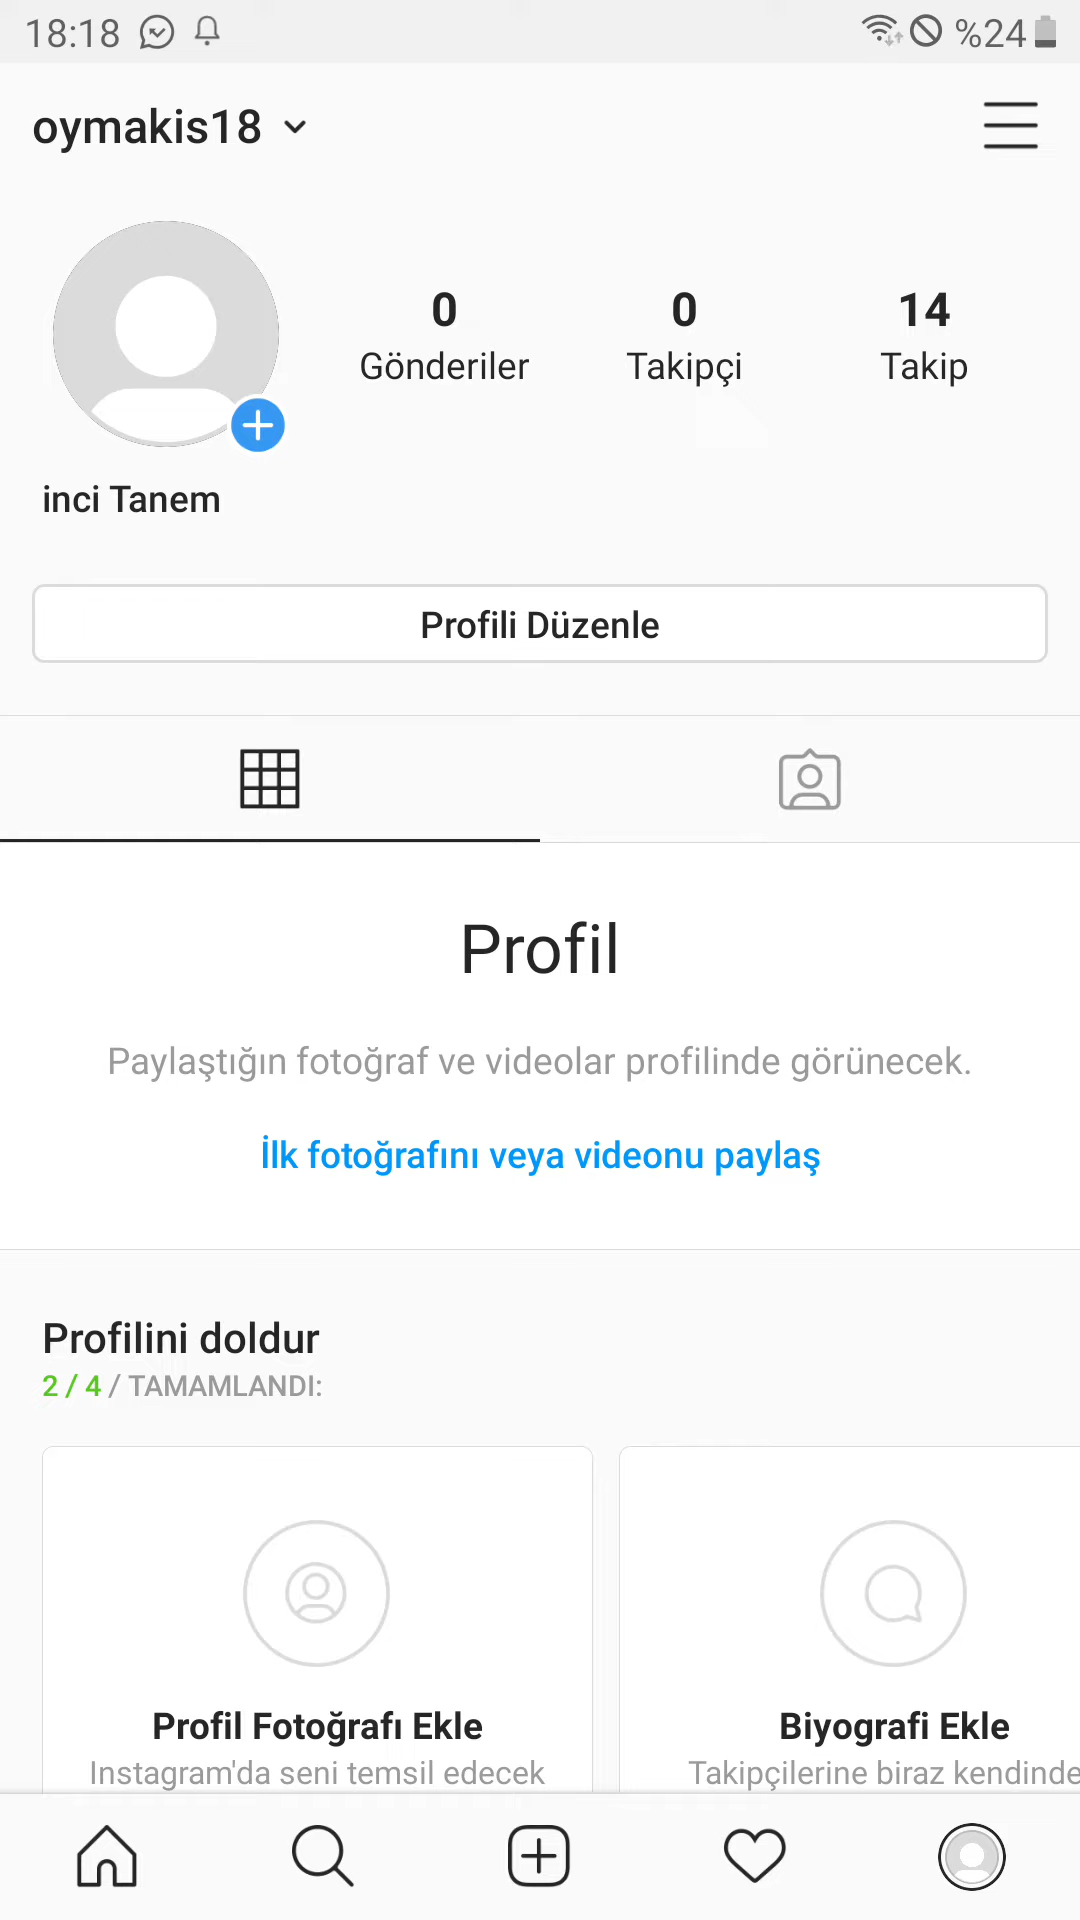 18:18 %24
oymakis18
0 0 14
Gönderiler Takipçi Takip
inci Tanem
Profili Düzenle
Profil
Paylaştığın fotoğraf ve videolar profilinde görünecek.
İlk fotoğrafını veya videonu paylaş
Profilini doldur
2 / 4 / TAMAMLANDI:
Profil Fotoğrafı Ekle Biyografi Ekle
Instagram'da seni temsil edecek Takipçilerine biraz kendinde